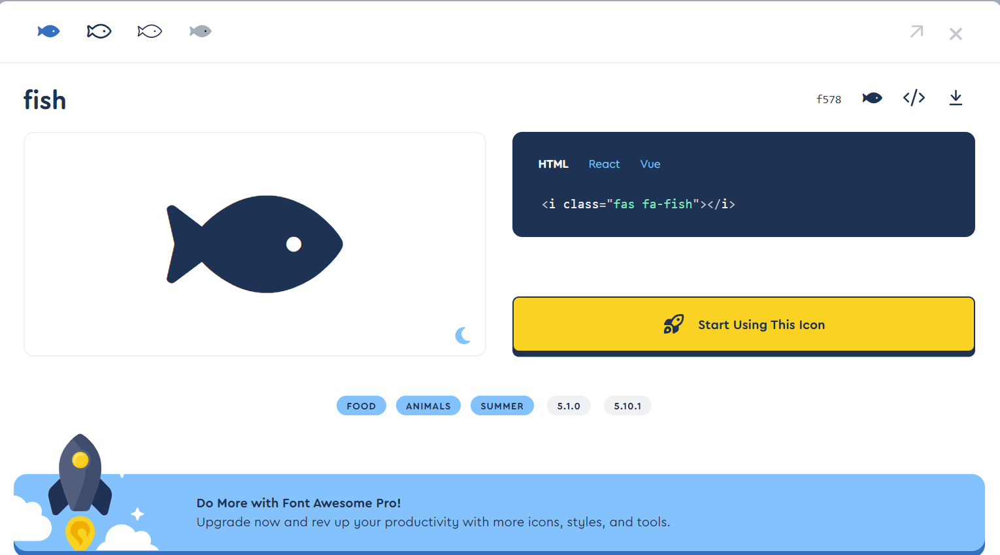 fish
f578
HTML React Vue
<i class="fas fa-fish"></i>
Start Using This Icon
FOOD ANIMALS SUMMER 5.1.0 5.10.1
Do More with Font Awesome Pro!
Upgrade now and rev up your productivity with more icons, styles, and tools.